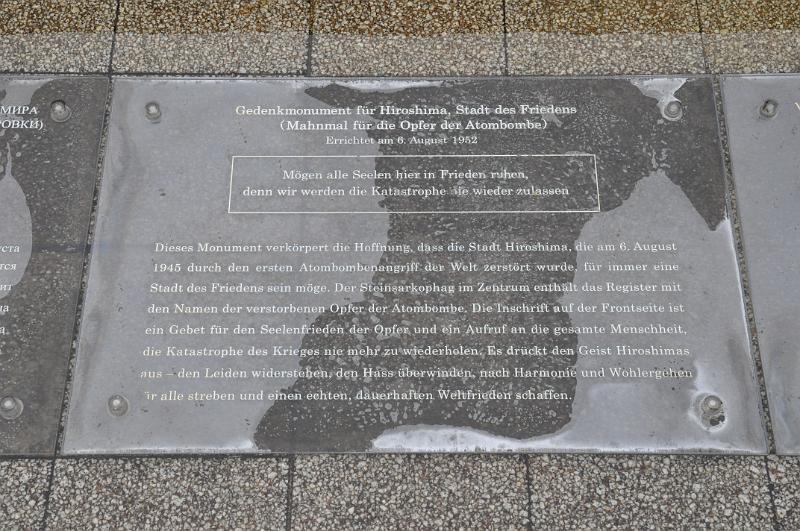 МИРА
РОВКИ)
Gedenkmonument für Hiroshima, Stadt des Friedens
(Mahnmal für die Opfer der Atombombe)
Errichtet am 6. August 1952
Mögen alle Seelen hier in Frieden ruhen,
denn wir werden die Katastrophe nie wieder zulassen
Dieses Monument verkörpert die Hoffnung, dass die Stadt Hiroshima, die am 6. August
1945 durch den ersten Atombombenangriff der Welt zerstört wurde, für immer eine
Stadt des Friedens sein möge. Der Steinsarkophag im Zentrum enthält das Register mit
den Namen der verstorbenen Opfer der Atombombe. Die Inschrift auf der Frontseite ist
ein Gebet für den Seelenfrieden der Opfer und ein Aufruf an die gesamte Menschheit,
die Katastrophe des Krieges nie mehr zu wiederholen. Es drückt den Geist Hiroshimas
aus – den Leiden widerstehen, den Hass überwinden, nach Harmonie und Wohlergehen
für alle streben und einen echten, dauerhaften Weltfrieden schaffen.